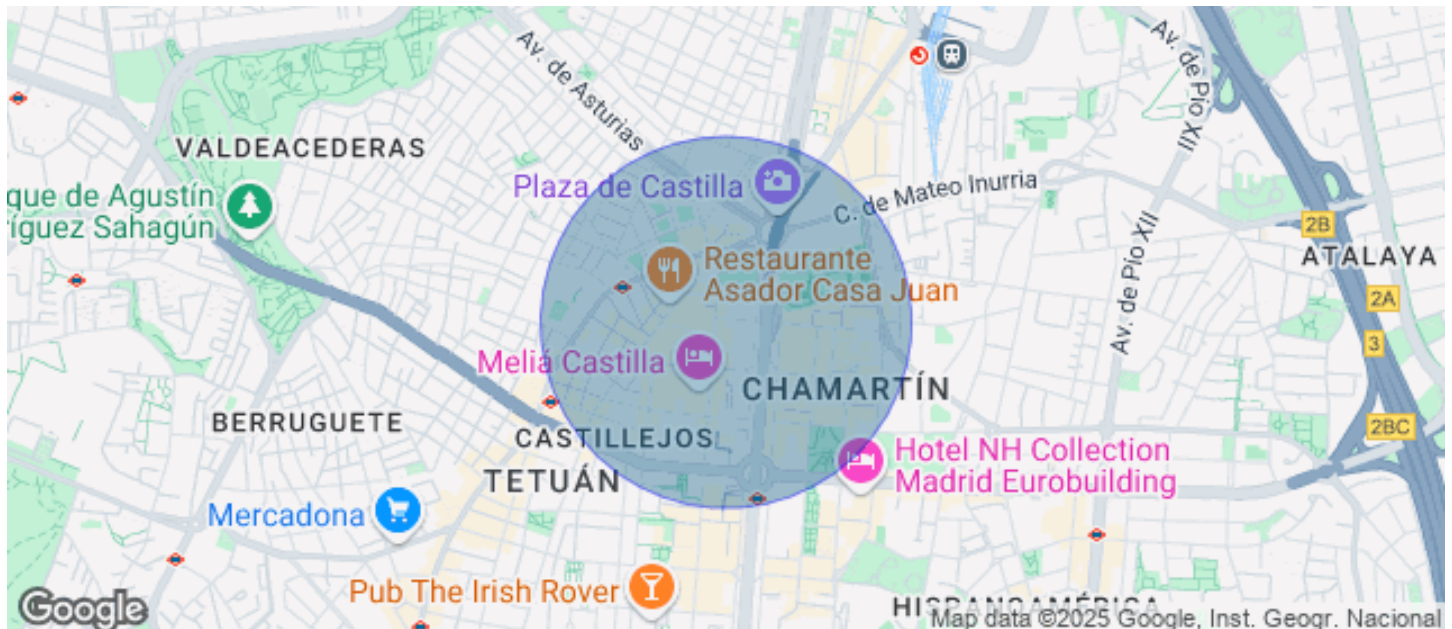 Av. de Asturias
Av. de Pío XII
VALDEACEDERAS
Plaza de Castilla
C. de Mateo Inurria
que de Agustín
ríguez Sahagún
2B
ATALAYA
Restaurante
Asador Casa Juan
Av. de Pío XII
2A
3
Meliá Castilla
CHAMARTÍN
BERRUGUETE
2BC
CASTILLEJOS
TETUÁN
Hotel NH Collection
Madrid Eurobuilding
Mercadona
Pub The Irish Rover
HISPANOAMÉRICA
Google
Map data ©2025 Google, Inst. Geogr. Nacional